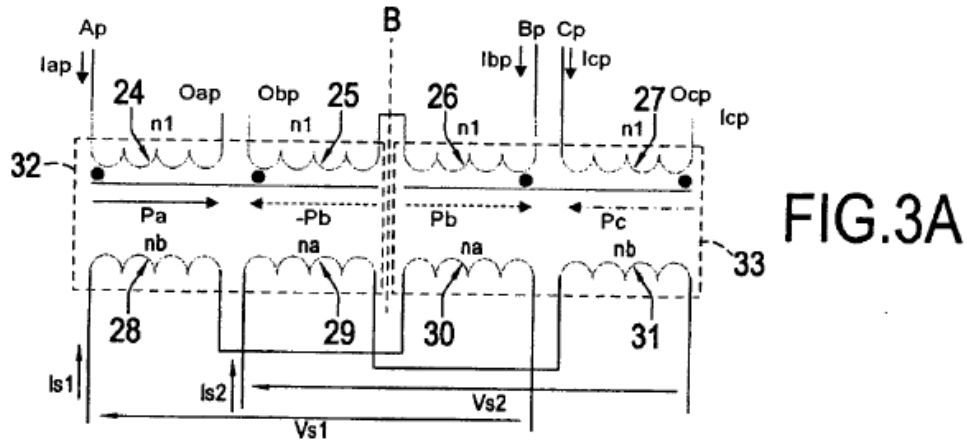 Ap B Bp Cp
Iap Ibp Icp
24 Oap Obp 25 26 27 Ocp Icp
n1 n1 n1 n1
32
Pa -Pb Pb Pc
FIG.3A
nb na na nb
33
28 29 30 31
Is1 Is2
Vs2
Vs1